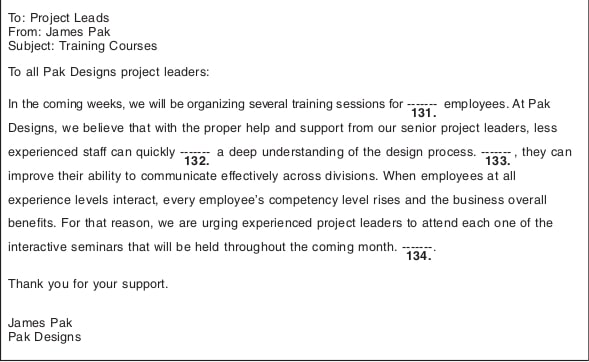 To: Project Leads
From: James Pak
Subject: Training Courses
To all Pak Designs project leaders:
In the coming weeks, we will be organizing several training sessions for ------- employees. At Pak
131.
Designs, we believe that with the proper help and support from our senior project leaders, less
experienced staff can quickly ------- a deep understanding of the design process. -------, they can
132. 133.
improve their ability to communicate effectively across divisions. When employees at all
experience levels interact, every employee's competency level rises and the business overall
benefits. For that reason, we are urging experienced project leaders to attend each one of the
interactive seminars that will be held throughout the coming month. -------.
134.
Thank you for your support.
James Pak
Pak Designs